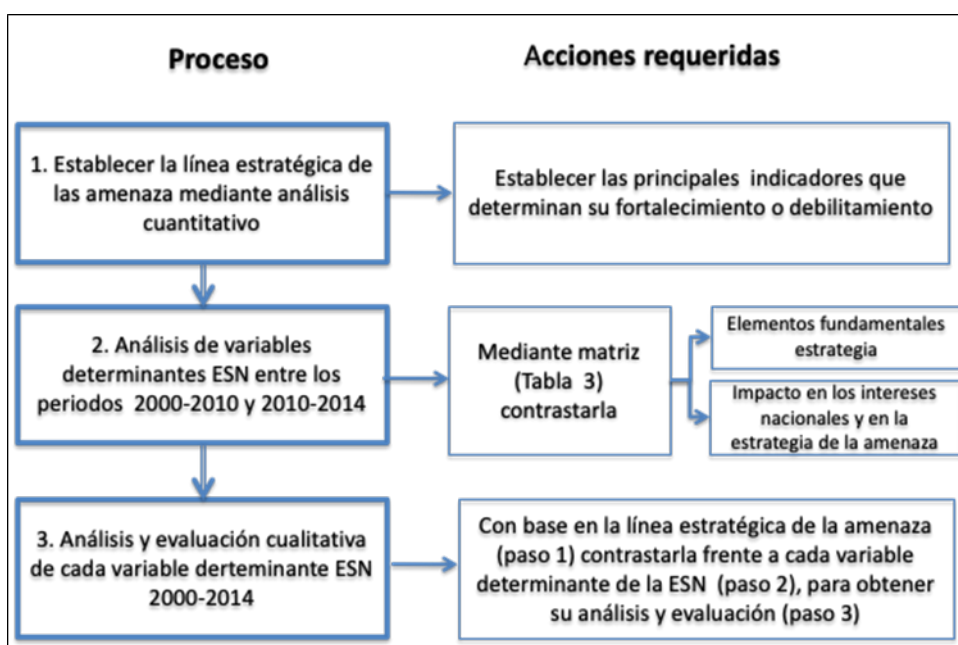 Proceso
Acciones requeridas
1. Establecer la línea estratégica de
las amenaza mediante análisis
cuantitativo
Establecer las principales indicadores que
determinan su fortalecimiento o debilitamiento
2. Análisis de variables
determinantes ESN entre los
periodos 2000-2010 y 2010-2014
Mediante matriz
(Tabla 3)
contrastarla
Elementos fundamentales
estrategia
Impacto en los intereses
nacionales y en la
estrategia de la amenaza
3. Análisis y evaluación cualitativa
de cada variable derteminante ESN
2000-2014
Con base en la línea estratégica de la amenaza
(paso 1) contrastarla frente a cada variable
determinante de la ESN (paso 2), para obtener
su análisis y evaluación (paso 3)